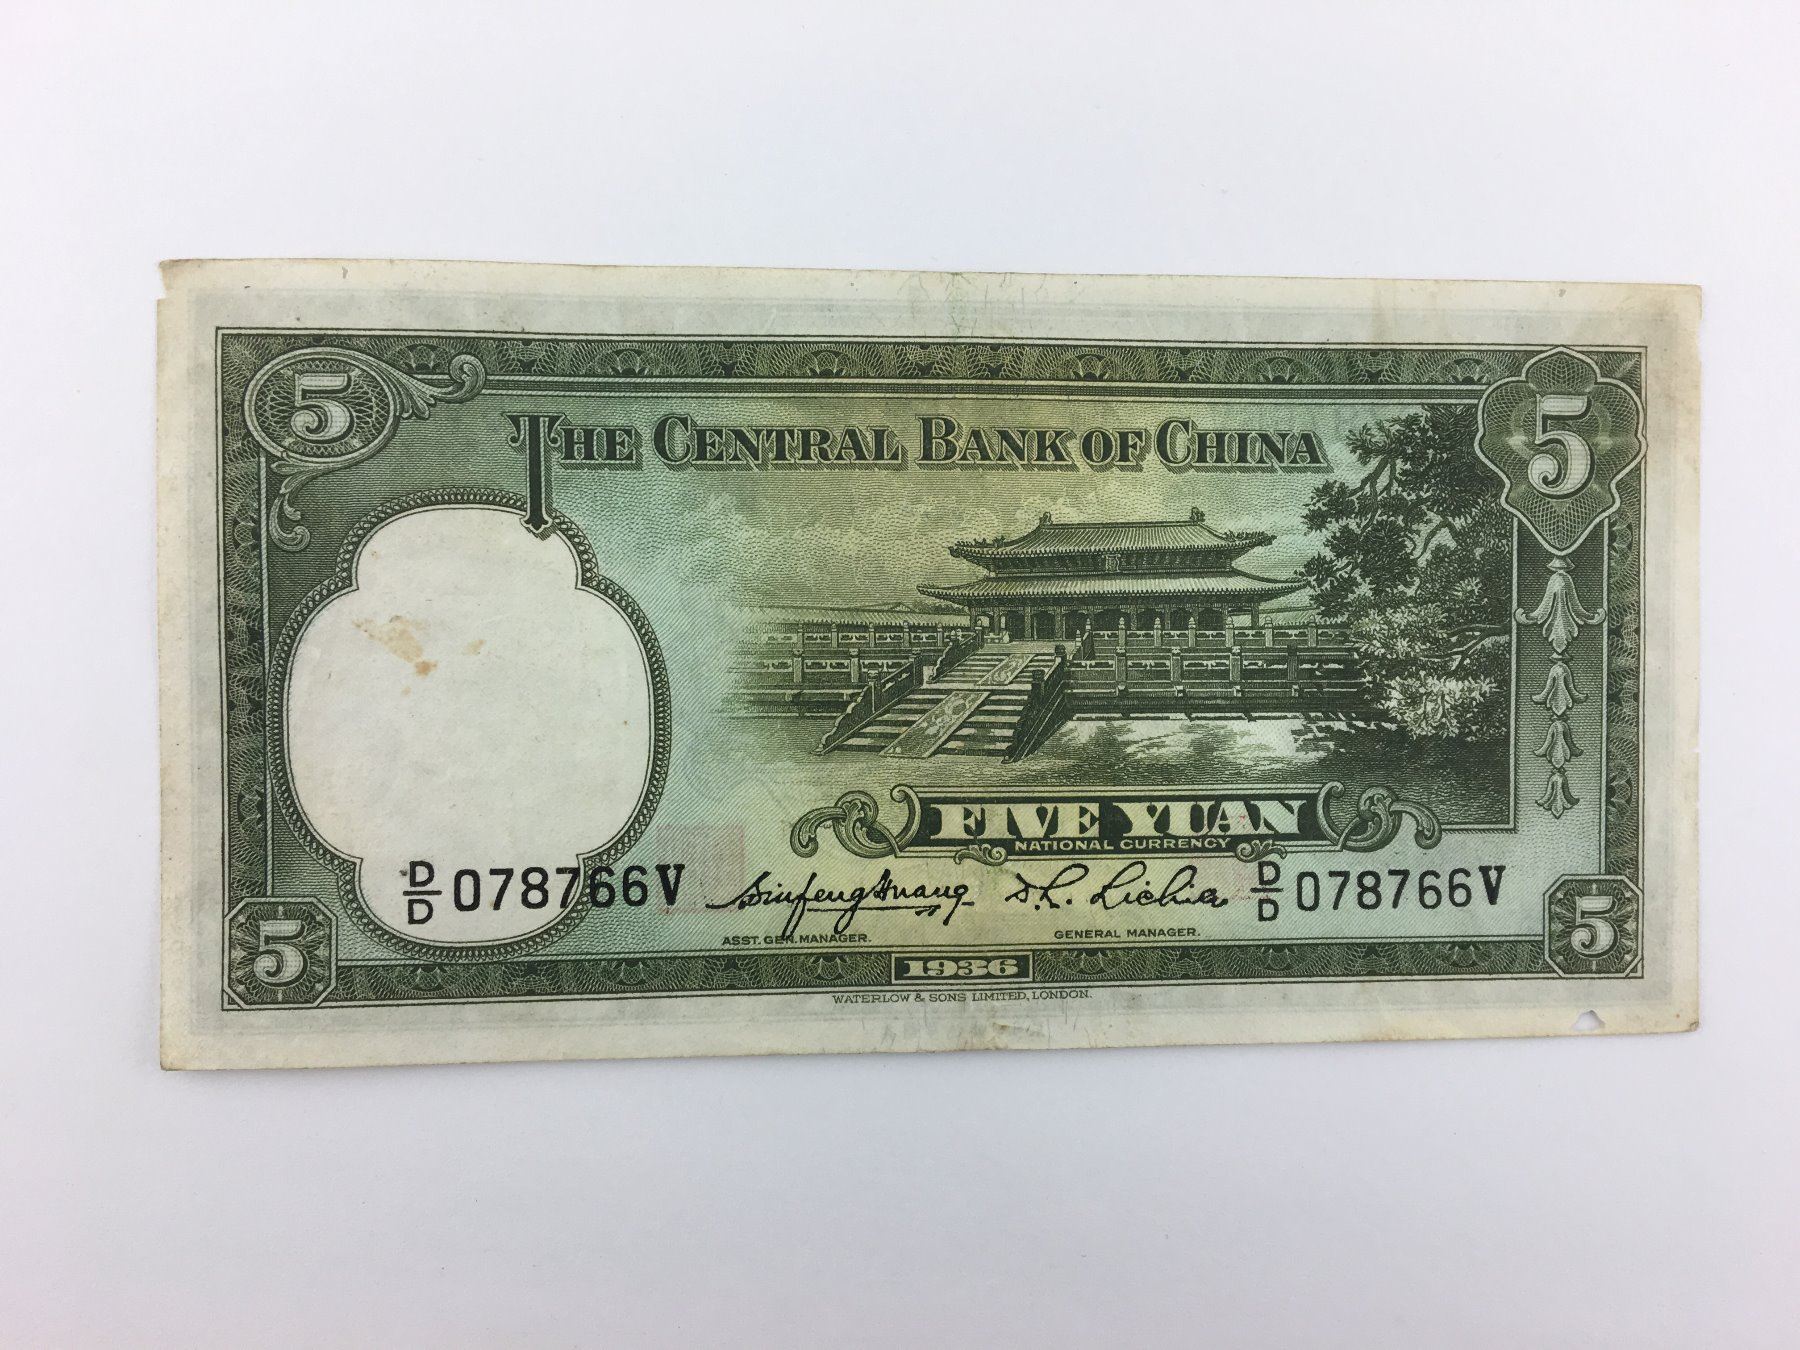 5
5
THE CENTRAL BANK OF CHINA
FIVE YUAN
NATIONAL CURRENCY
D/D 078766V
D/D 078766V
ASST. GEN. MANAGER.
GENERAL MANAGER.
5
5
1936
WATERLOW & SONS LIMITED, LONDON.